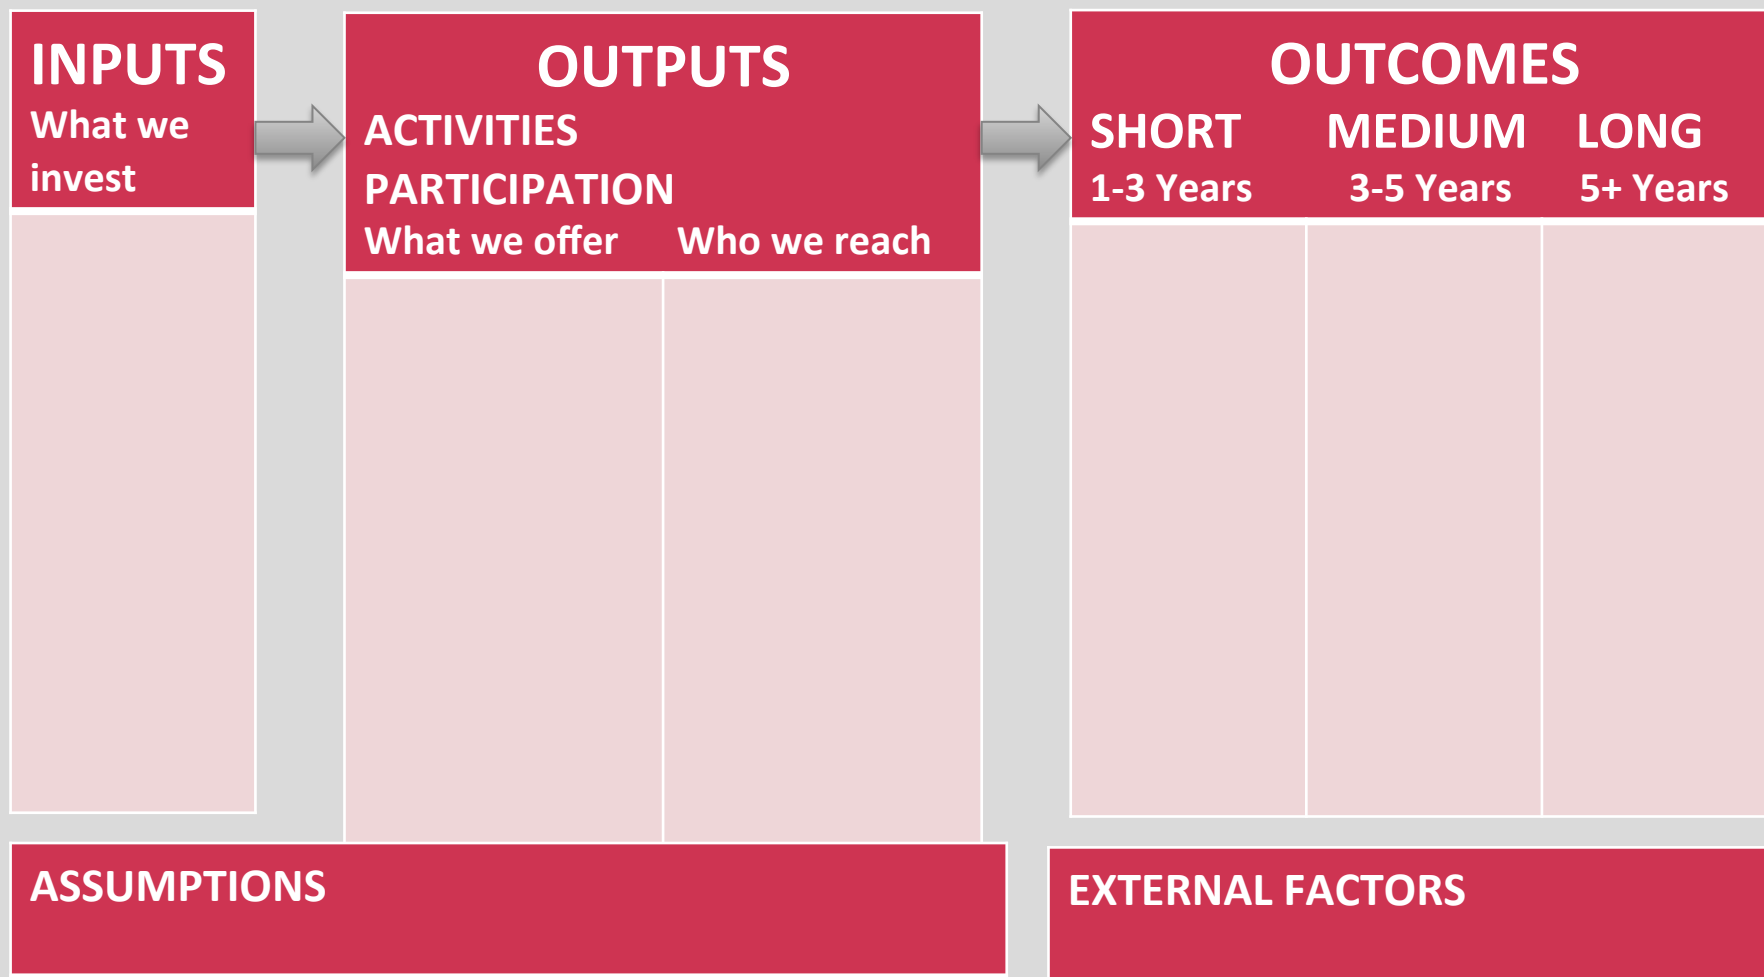 INPUTS
What we
invest
OUTPUTS
ACTIVITIES
PARTICIPATION
What we offer Who we reach
OUTCOMES
SHORT MEDIUM LONG
1-3 Years 3-5 Years 5+ Years
ASSUMPTIONS
EXTERNAL FACTORS